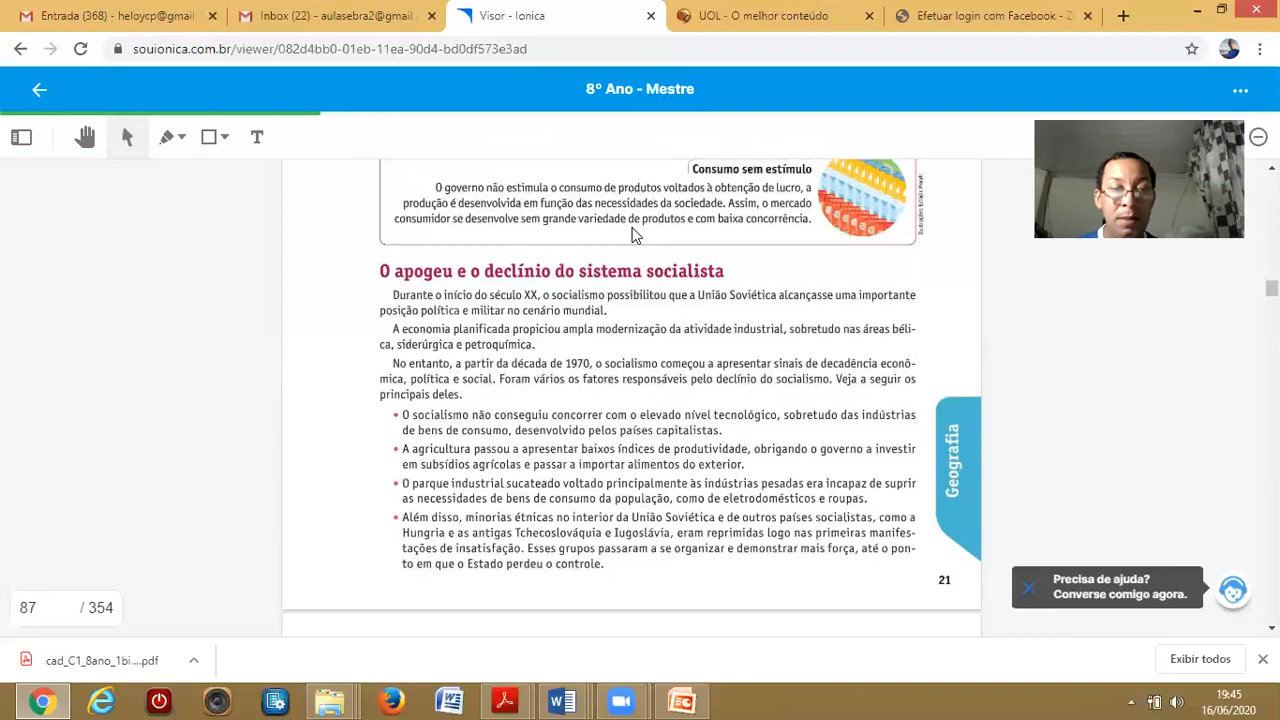 Entrada (368) - heloycp@gmail
Inbox (22) - aulasebra2@gmail
Visor - Ionica
UOL - O melhor conteúdo
Efetuar login com Facebook - Z
souionica.com.br/viewer/082d4bb0-01eb-11ea-90d4-bd0df573e3ad
8º Ano - Mestre
T
Consumo sem estímulo
O governo não estimula o consumo de produtos voltados à obtenção de lucro, a
produção é desenvolvida em função das necessidades da sociedade. Assim, o mercado
consumidor se desenvolve sem grande variedade de produtos e com baixa concorrência.
O apogeu e o declínio do sistema socialista
Durante o início do século XX, o socialismo possibilitou que a União Soviética alcançasse uma importante
posição política e militar no cenário mundial.
A economia planificada propiciou ampla modernização da atividade industrial, sobretudo nas áreas béli-
ca, siderúrgica e petroquímica.
No entanto, a partir da década de 1970, o socialismo começou a apresentar sinais de decadência econô-
mica, política e social. Foram vários os fatores responsáveis pelo declínio do socialismo. Veja a seguir os
principais deles.
• O socialismo não conseguiu concorrer com o elevado nível tecnológico, sobretudo das indústrias
de bens de consumo, desenvolvido pelos países capitalistas.
• A agricultura passou a apresentar baixos índices de produtividade, obrigando o governo a investir
em subsídios agrícolas e passar a importar alimentos do exterior.
• O parque industrial sucateado voltado principalmente às indústrias pesadas era incapaz de suprir
as necessidades de bens de consumo da população, como de eletrodomésticos e roupas.
• Além disso, minorias étnicas no interior da União Soviética e de outros países socialistas, como a
Hungria e as antigas Tchecoslováquia e Iugoslávia, eram reprimidas logo nas primeiras manifes-
tações de insatisfação. Esses grupos passaram a se organizar e demonstrar mais força, até o pon-
to em que o Estado perdeu o controle.
Geografia
21
87 / 354
Precisa de ajuda?
Converse comigo agora.
cad_C1_8ano_1bi....pdf
Exibir todos
19:45
16/06/2020